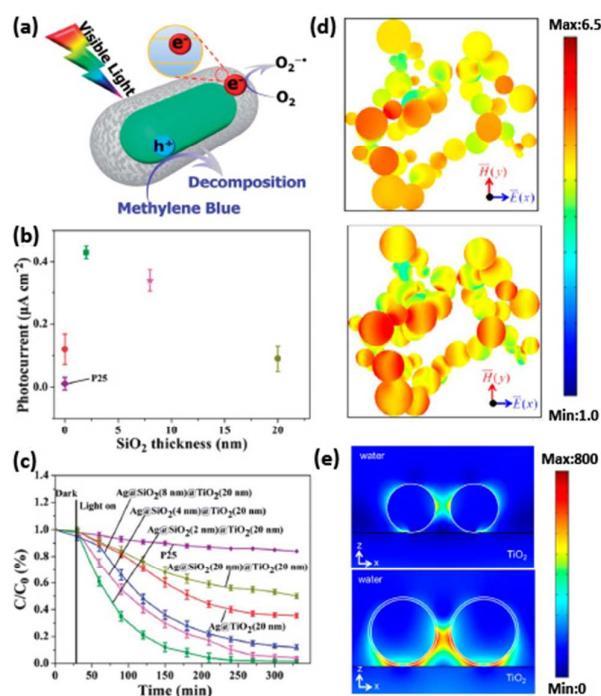 (a)
Visible Light
e⁻
e⁻
O₂⁻•
O₂
h⁺
Decomposition
Methylene Blue
(b)
Photocurrent (μA cm⁻²)
0.4
0.2
0.0
P25
0
5
10
15
20
SiO₂ thickness (nm)
(c)
C/C₀ (%)
1.4
1.2
1.0
0.8
0.6
0.4
0.2
0.0
Dark
Light on
Ag@SiO₂(8 nm)@TiO₂(20 nm)
Ag@SiO₂(4 nm)@TiO₂(20 nm)
Ag@SiO₂(2 nm)@TiO₂(20 nm)
P25
Ag@SiO₂(20 nm)@TiO₂(20 nm)
Ag@TiO₂(20 nm)
0
50
100
150
200
250
300
Time (min)
(d)
Max:6.5
H(y)
E(x)
H(y)
E(x)
Min:1.0
(e)
Max:800
water
z
x
TiO₂
water
z
x
TiO₂
Min:0